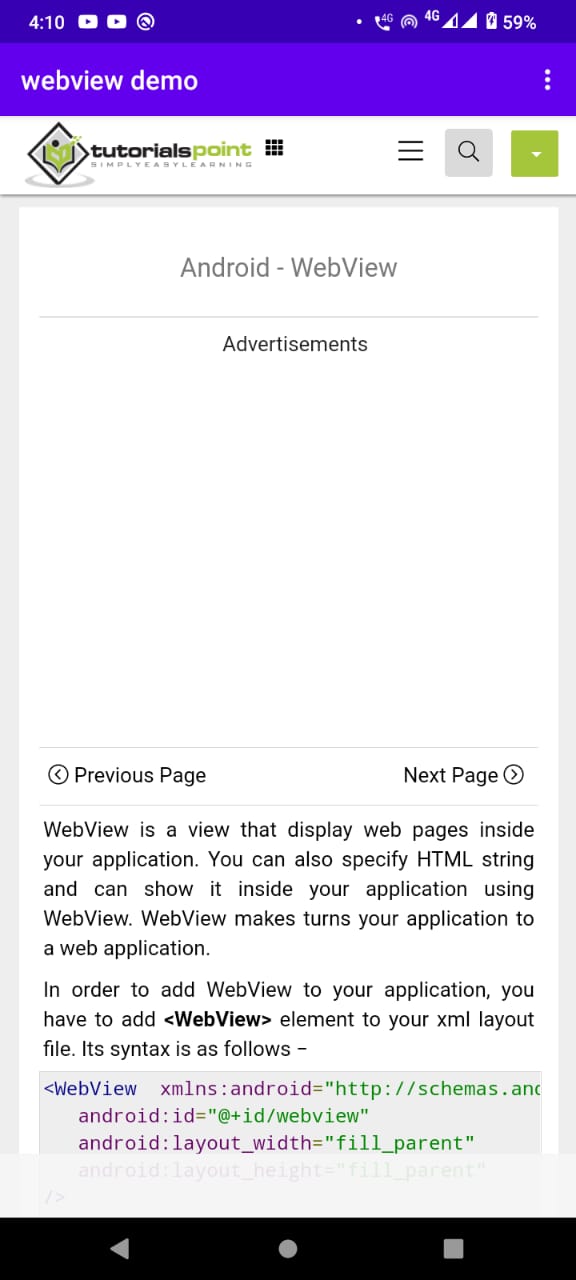 4:10 4G 4G 59%
webview demo
tutorialspoint
SIMPLYEASYLEARNING
Android - WebView
Advertisements
Previous Page Next Page
WebView is a view that display web pages inside
your application. You can also specify HTML string
and can show it inside your application using
WebView. WebView makes turns your application to
a web application.
In order to add WebView to your application, you
have to add <WebView> element to your xml layout
file. Its syntax is as follows −
<WebView  xmlns:android="http://schemas.and
android:id="@+id/webview"
android:layout_width="fill_parent"
android:layout_height="fill_parent"
/>